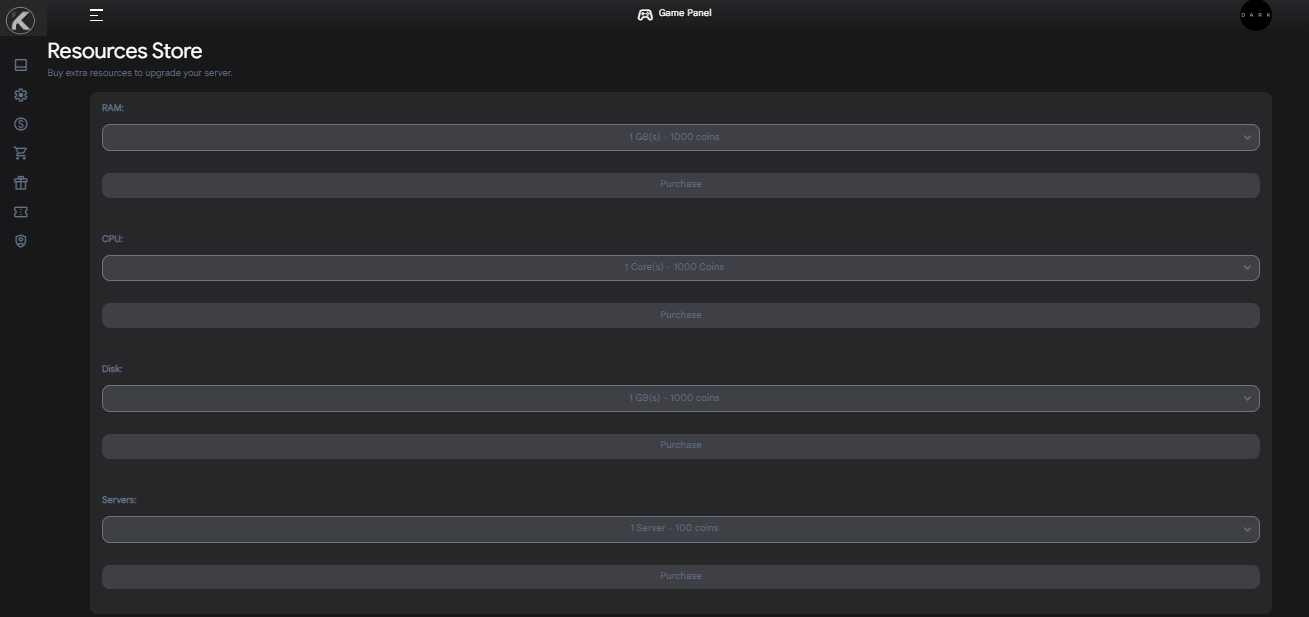 Game Panel
DARK
Resources Store
Buy extra resources to upgrade your server.
RAM:
1 GB(s) - 1000 coins
Purchase
CPU:
1 Core(s) - 1000 Coins
Purchase
Disk:
1 GB(s) - 1000 coins
Purchase
Servers:
1 Server - 100 coins
Purchase